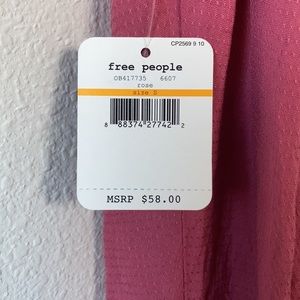 CP2569 9 10
free people
OB417735 6607
rose
size S
8 88374 27742 2
MSRP $58.00